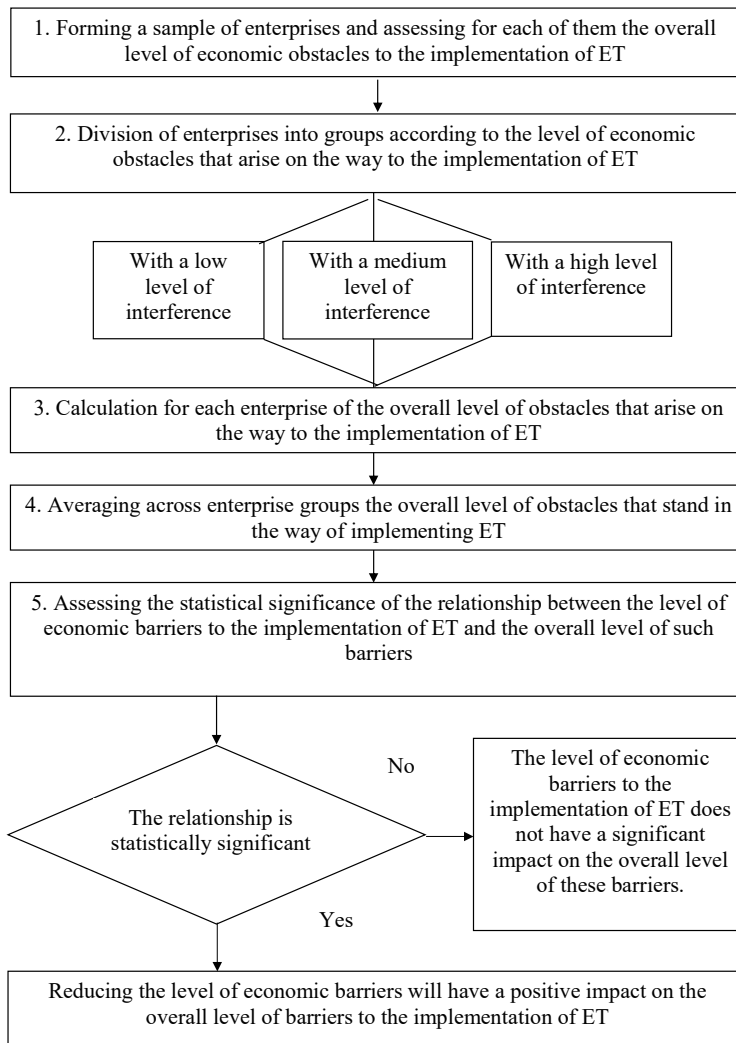 1. Forming a sample of enterprises and assessing for each of them the overall
level of economic obstacles to the implementation of ET
2. Division of enterprises into groups according to the level of economic
obstacles that arise on the way to the implementation of ET
With a low
level of
interference
With a medium
level of
interference
With a high level
of interference
3. Calculation for each enterprise of the overall level of obstacles that arise on
the way to the implementation of ET
4. Averaging across enterprise groups the overall level of obstacles that stand in
the way of implementing ET
5. Assessing the statistical significance of the relationship between the level of
economic barriers to the implementation of ET and the overall level of such
barriers
The relationship is
statistically significant
No
The level of economic
barriers to the
implementation of ET does
not have a significant
impact on the overall level
of these barriers.
Yes
Reducing the level of economic barriers will have a positive impact on the
overall level of barriers to the implementation of ET